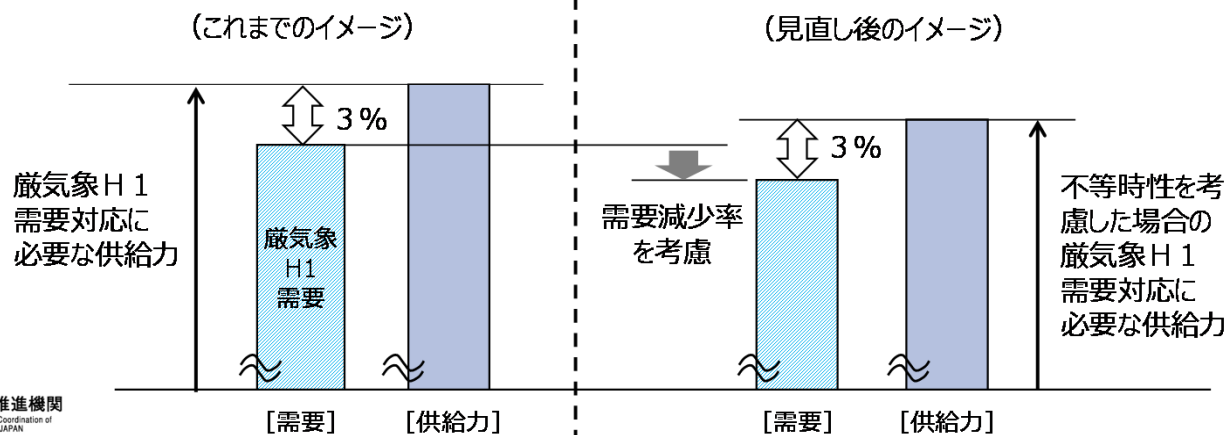 (これまでのイメージ)
(見直し後のイメージ)
3%
3%
厳気象H1
需要対応に
必要な供給力
厳気象
H1
需要
需要減少率
を考慮
不等時性を考
慮した場合の
厳気象H1
需要対応に
必要な供給力
推進機関
Coordination of
JAPAN
[需要]
[供給力]
[需要]
[供給力]